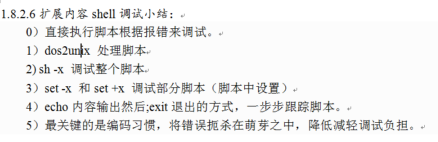 1.8.2.6 扩展内容 shell 调试小结：
0）直接执行脚本根据报错来调试。
1）dos2unix 处理脚本
2) sh -x 调试整个脚本
3）set -x 和 set +x 调试部分脚本（脚本中设置）
4）echo 内容输出然后;exit 退出的方式，一步步跟踪脚本。
5）最关键的是编码习惯，将错误扼杀在萌芽之中，降低减轻调试负担。